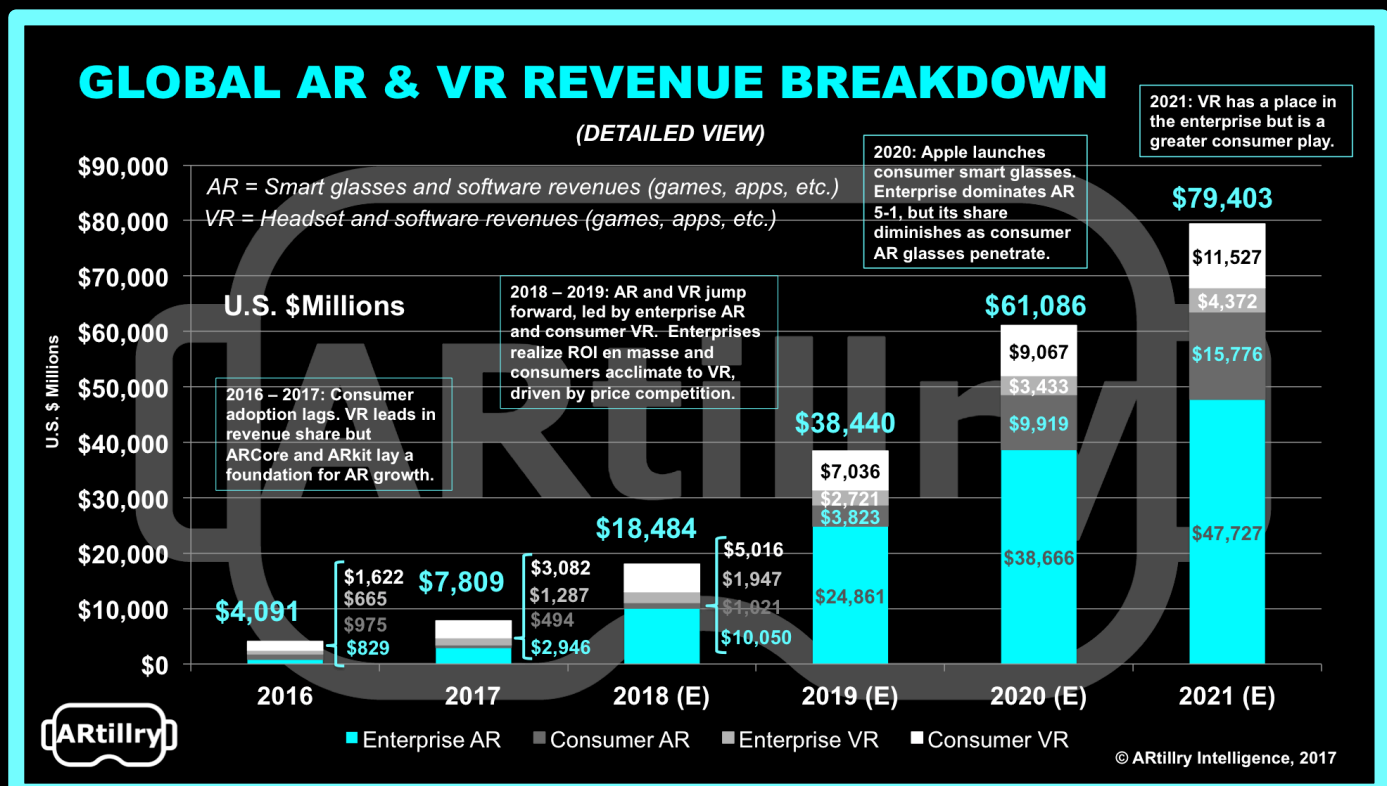 GLOBAL AR & VR REVENUE BREAKDOWN
(DETAILED VIEW)
2021: VR has a place in
the enterprise but is a
greater consumer play.
2020: Apple launches
consumer smart glasses.
Enterprise dominates AR
5-1, but its share
diminishes as consumer
AR glasses penetrate.
AR = Smart glasses and software revenues (games, apps, etc.)
VR = Headset and software revenues (games, apps, etc.)
U.S. $Millions
2018 – 2019: AR and VR jump
forward, led by enterprise AR
and consumer VR. Enterprises
realize ROI en masse and
consumers acclimate to VR,
driven by price competition.
2016 – 2017: Consumer
adoption lags. VR leads in
revenue share but
ARCore and ARkit lay a
foundation for AR growth.
U.S. $ Millions
$90,000
$80,000
$70,000
$60,000
$50,000
$40,000
$30,000
$20,000
$10,000
$0
ARtillry
$4,091
$1,622
$665
$975
$829
$7,809
$3,082
$1,287
$494
$2,946
$18,484
$5,016
$1,947
$1,021
$10,050
$38,440
$7,036
$2,721
$3,823
$24,861
$61,086
$9,067
$3,433
$9,919
$38,666
$79,403
$11,527
$4,372
$15,776
$47,727
2016 2017 2018 (E) 2019 (E) 2020 (E) 2021 (E)
Enterprise AR Consumer AR Enterprise VR Consumer VR
ARtillry
© ARtillry Intelligence, 2017